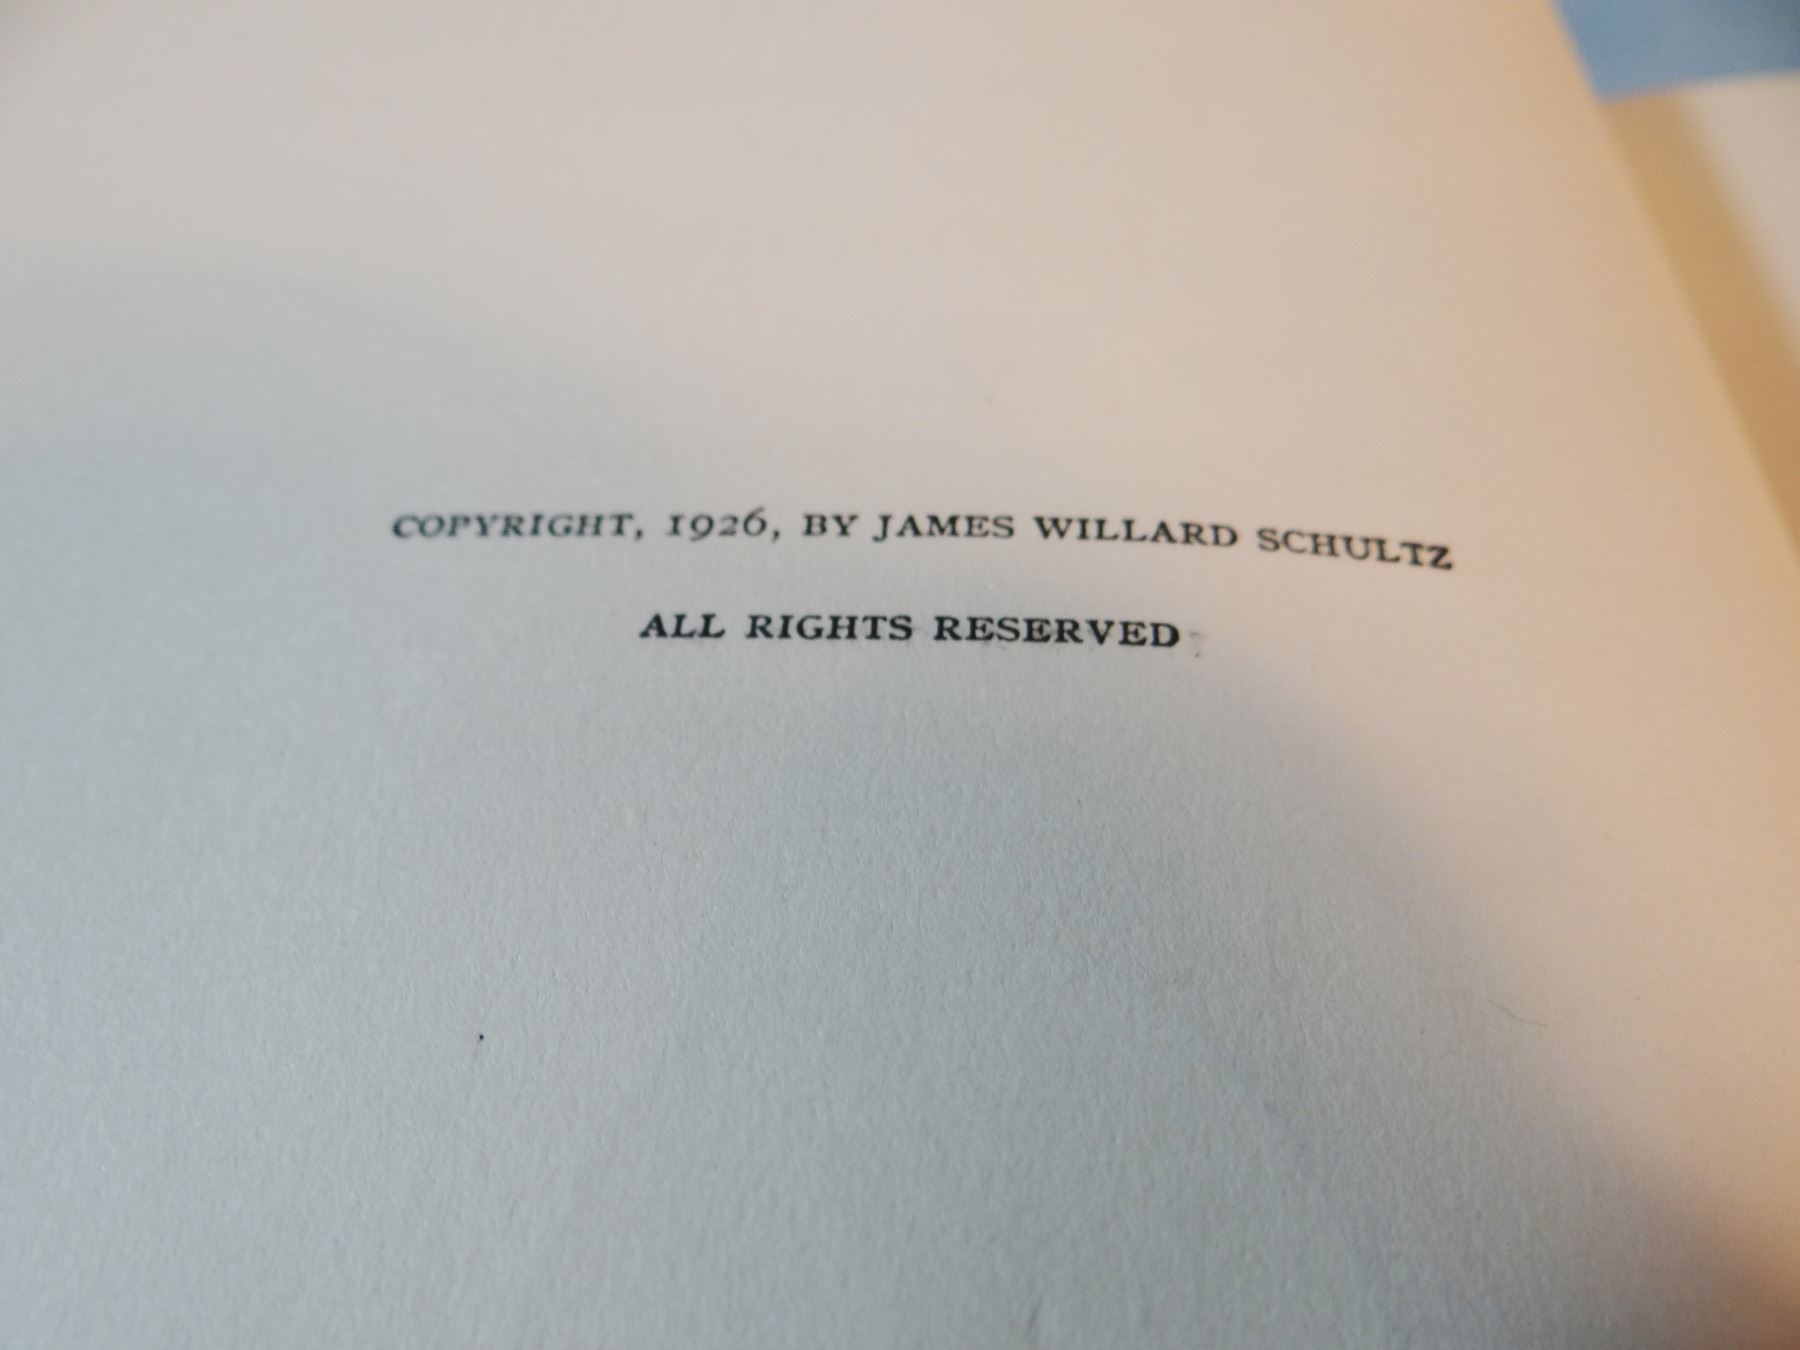 COPYRIGHT, 1926, BY JAMES WILLARD SCHULTZ
ALL RIGHTS RESERVED